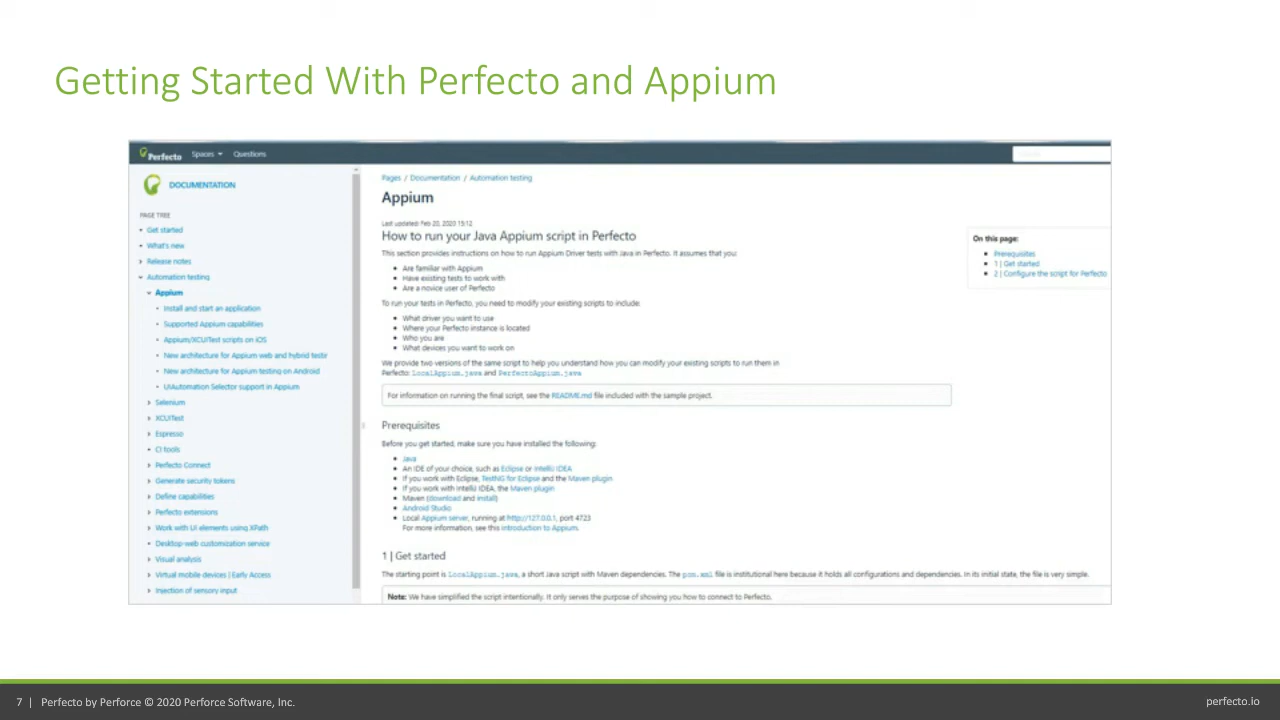 Getting Started With Perfecto and Appium
Perfecto Spaces Questions
DOCUMENTATION
PAGE TREE
Get started
What's new
Release notes
Automation testing
Appium
Install and start an application
Supported Appium capabilities
Appium/XCUITest scripts on iOS
New architecture for Appium web and hybrid testir
New architecture for Appium testing on Android
UIAutomation Selector support in Appium
Selenium
XCUITest
Espresso
CI tools
Perfecto Connect
Generate security tokens
Define capabilities
Perfecto extensions
Work with UI elements using XPath
Desktop-web customization service
Visual analysis
Virtual mobile devices | Early Access
Injection of sensory input
Pages / Documentation / Automation testing
Appium
Last updated: Feb 20, 2020 15:12
How to run your Java Appium script in Perfecto
This section provides instructions on how to run Appium Driver tests with Java in Perfecto. It assumes that you:
Are familiar with Appium
Have existing tests to work with
Are a novice user of Perfecto
To run your tests in Perfecto, you need to modify your existing scripts to include:
What driver you want to use
Where your Perfecto instance is located
Who you are
What devices you want to work on
We provide two versions of the same script to help you understand how you can modify your existing scripts to run them in
Perfecto: LocalAppium.java and PerfectoAppium.java
For information on running the final script, see the README.md file included with the sample project.
Prerequisites
Before you get started, make sure you have installed the following:
Java
An IDE of your choice, such as Eclipse or IntelliJ IDEA
If you work with Eclipse, TestNG for Eclipse and the Maven plugin
If you work with IntelliJ IDEA, the Maven plugin
Maven (download and install)
Android Studio
Local Appium server, running at http://127.0.0.1, port 4723
For more information, see this introduction to Appium.
1 | Get started
The starting point is LocalAppium.java, a short Java script with Maven dependencies. The pom.xml file is institutional here because it holds all configurations and dependencies. In its initial state, the file is very simple.
Note: We have simplified the script intentionally. It only serves the purpose of showing you how to connect to Perfecto.
On this page:
Prerequisites
1 | Get started
2 | Configure the script for Perfecto
7 | Perfecto by Perforce © 2020 Perforce Software, Inc.
perfecto.io